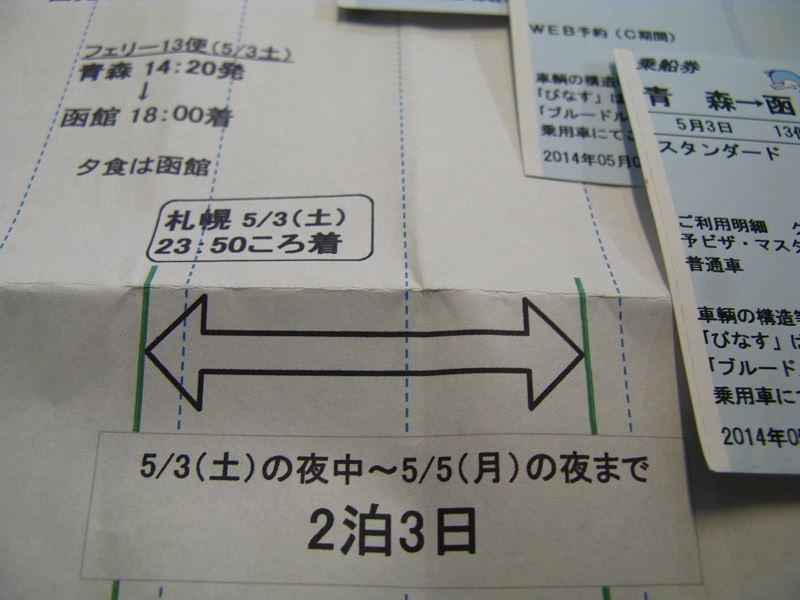 フェリー13便(5/3土)
青森 14:20発
↓
函館 18:00着
夕食は函館
札幌 5/3(土)
23:50ころ着
5/3(土)の夜中～5/5(月)の夜まで
2泊3日
WEB予約(C期間)
車輌の構造
「びなす」は
「ブルードル
乗用車にて
2014年05月0
乗船券
青 森→函
5月3日 13便
スタンダード
ご利用明細
予ビザ・マスタ
普通車
車輌の構造等
「びなす」は
「ブルード
乗用車にて
2014年05